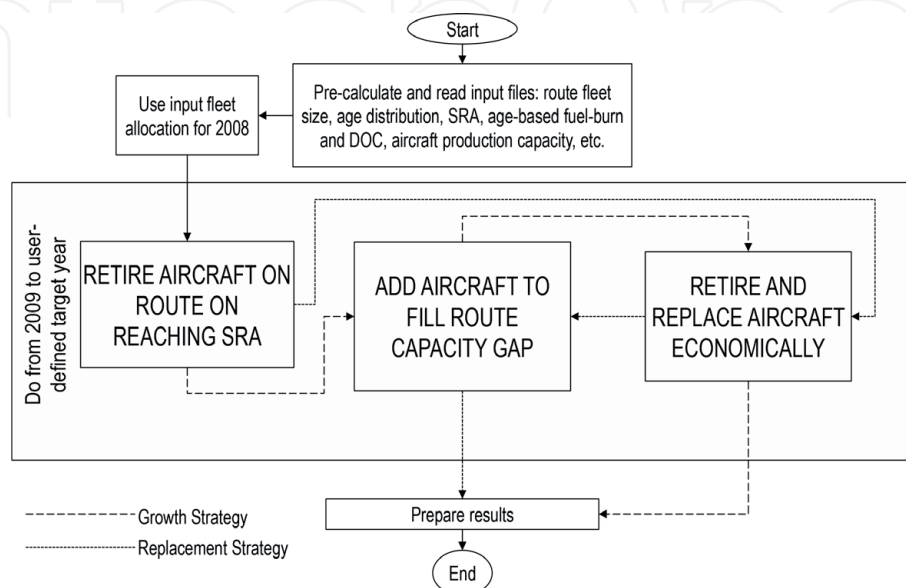 Start
Pre-calculate and read input files: route fleet
size, age distribution, SRA, age-based fuel-burn
and DOC, aircraft production capacity, etc.
Use input fleet
allocation for 2008
Do from 2009 to user-
defined target year
RETIRE AIRCRAFT ON
ROUTE ON
REACHING SRA
ADD AIRCRAFT TO
FILL ROUTE
CAPACITY GAP
RETIRE AND
REPLACE AIRCRAFT
ECONOMICALLY
Growth Strategy
Replacement Strategy
Prepare results
End